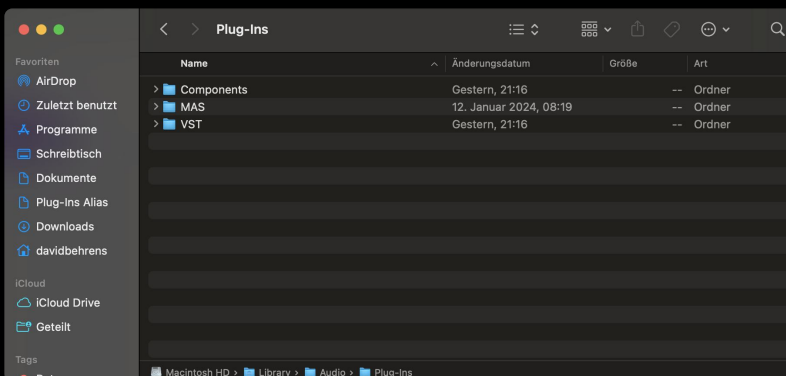 Plug-Ins
Favoriten
AirDrop
Zuletzt benutzt
Programme
Schreibtisch
Dokumente
Plug-Ins Alias
Downloads
davidbehrens
iCloud
iCloud Drive
Geteilt
Tags
Name Änderungsdatum Größe Art
Components Gestern, 21:16 -- Ordner
MAS 12. Januar 2024, 08:19 -- Ordner
VST Gestern, 21:16 -- Ordner
Macintosh HD › Library › Audio › Plug-Ins